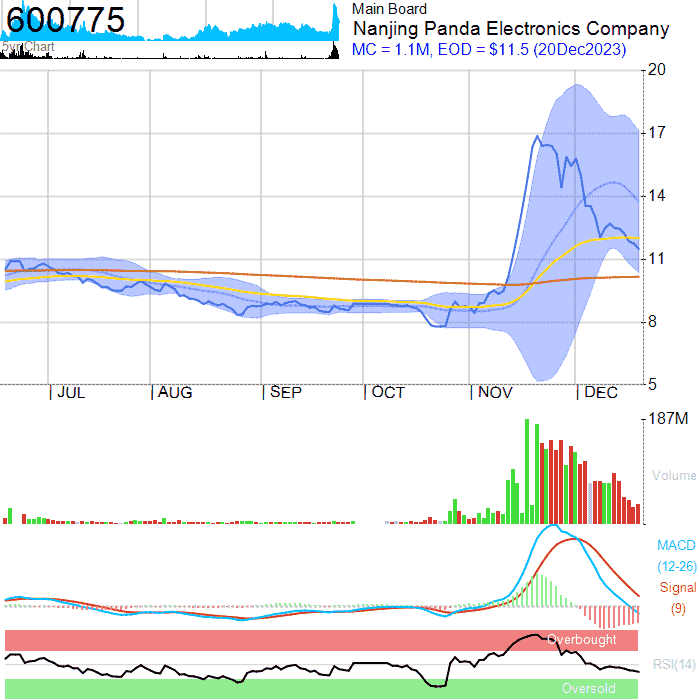 600775
5yr Chart
Main Board
Nanjing Panda Electronics Company
MC = 1.1M, EOD = $11.5 (20Dec2023)
20
17
14
11
8
5
JUL
AUG
SEP
OCT
NOV
DEC
187M
Volume
MACD
(12-26)
Signal
(9)
Overbought
RSI(14)
Oversold